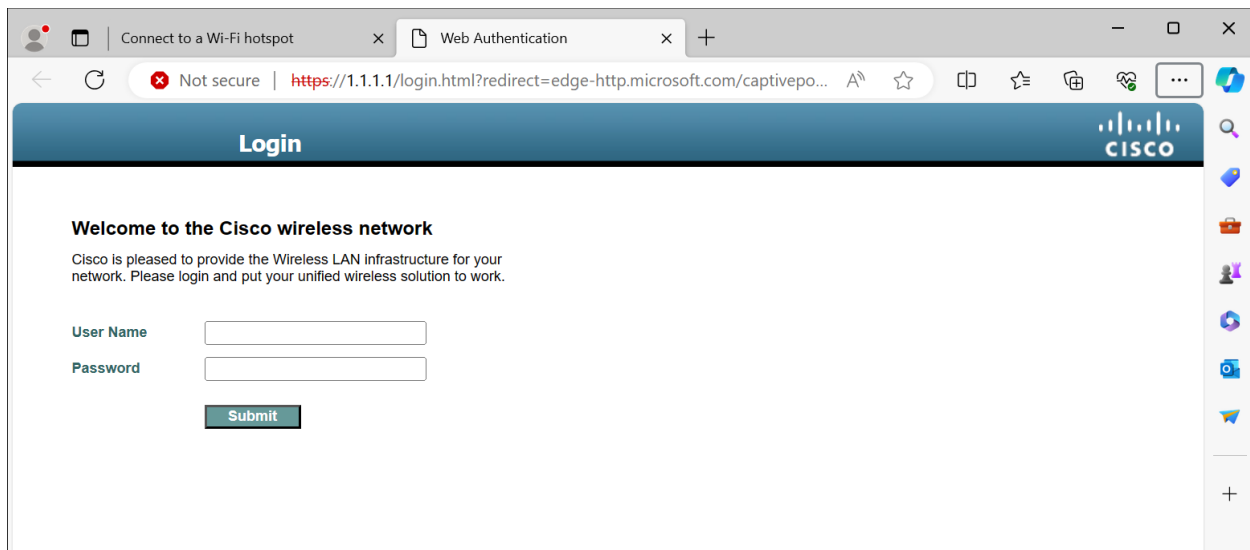 Connect to a Wi-Fi hotspot
Web Authentication
Not secure | https://1.1.1.1/login.html?redirect=edge-http.microsoft.com/captivepo...
Login
CISCO
Welcome to the Cisco wireless network
Cisco is pleased to provide the Wireless LAN infrastructure for your
network. Please login and put your unified wireless solution to work.
User Name
Password
Submit